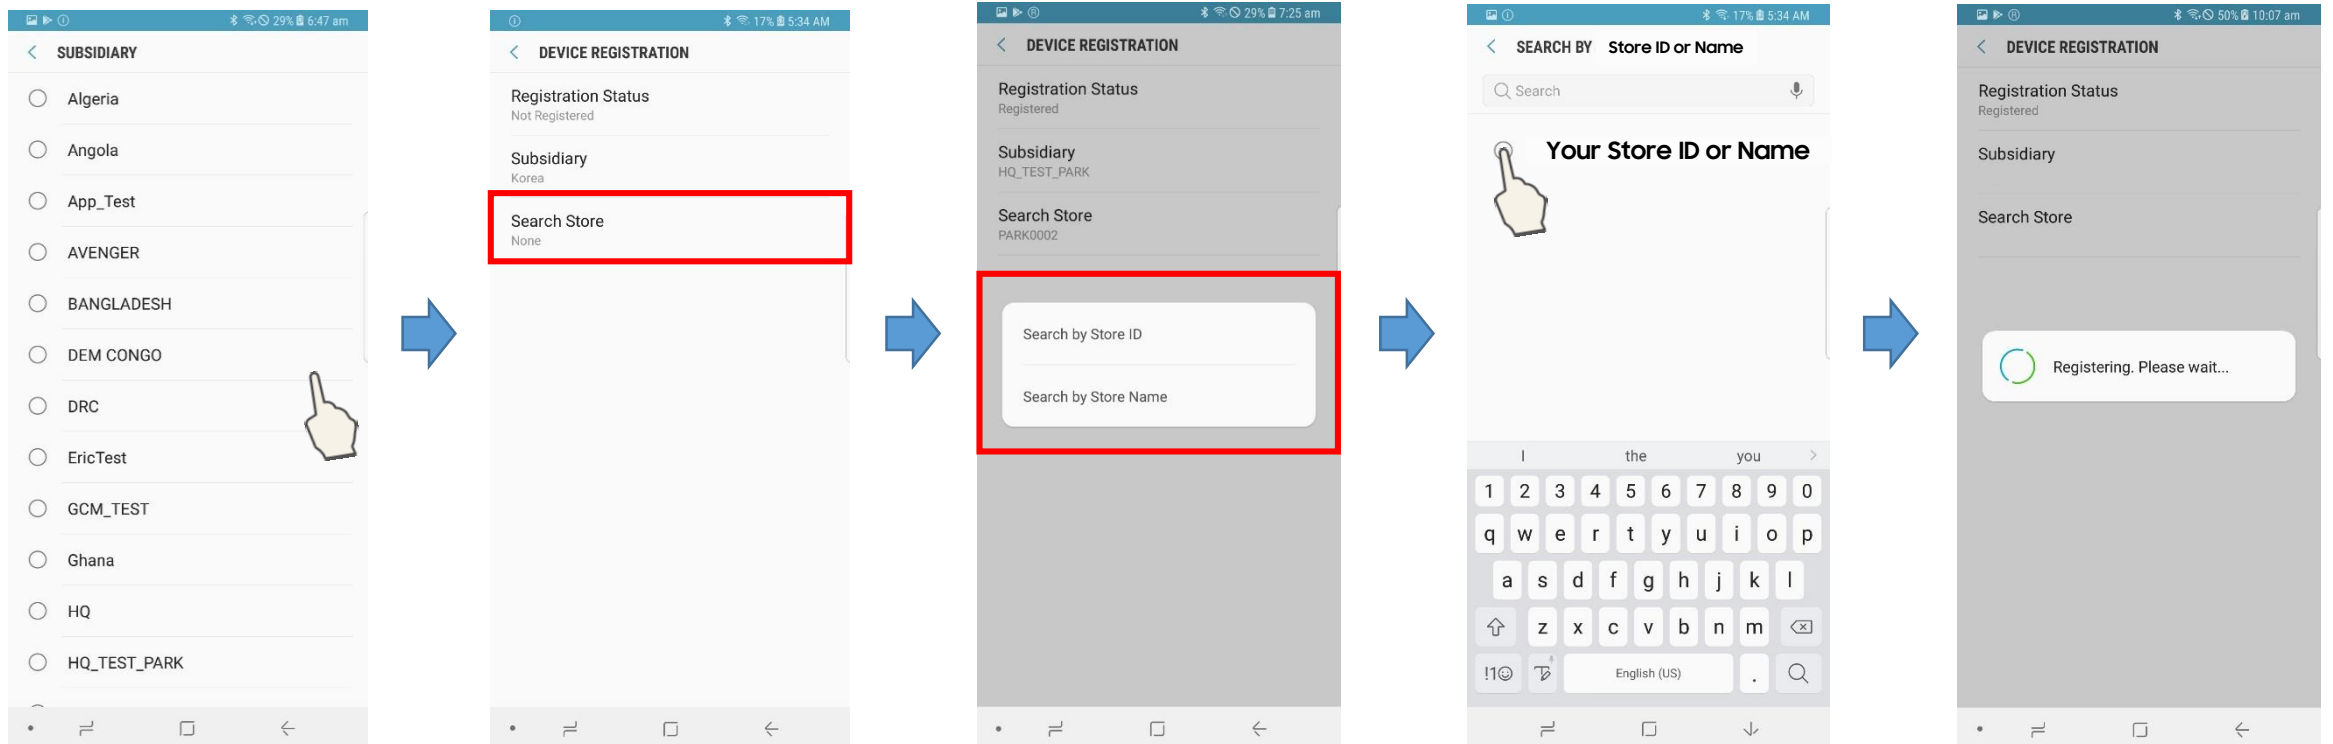 29% 6:47 am
SUBSIDIARY
Algeria
Angola
App_Test
AVENGER
BANGLADESH
DEM CONGO
DRC
EricTest
GCM_TEST
Ghana
HQ
HQ_TEST_PARK
17% 5:34 AM
DEVICE REGISTRATION
Registration Status
Not Registered
Subsidiary
Korea
Search Store
None
29% 7:25 am
DEVICE REGISTRATION
Registration Status
Registered
Subsidiary
HQ_TEST_PARK
Search Store
PARK0002
Search by Store ID
Search by Store Name
17% 5:34 AM
SEARCH BY Store ID or Name
Search
Your Store ID or Name
I the you
1 2 3 4 5 6 7 8 9 0
q w e r t y u i o p
a s d f g h j k l
z x c v b n m
!1☺ English (US) .
50% 10:07 am
DEVICE REGISTRATION
Registration Status
Registered
Subsidiary
Search Store
Registering. Please wait...